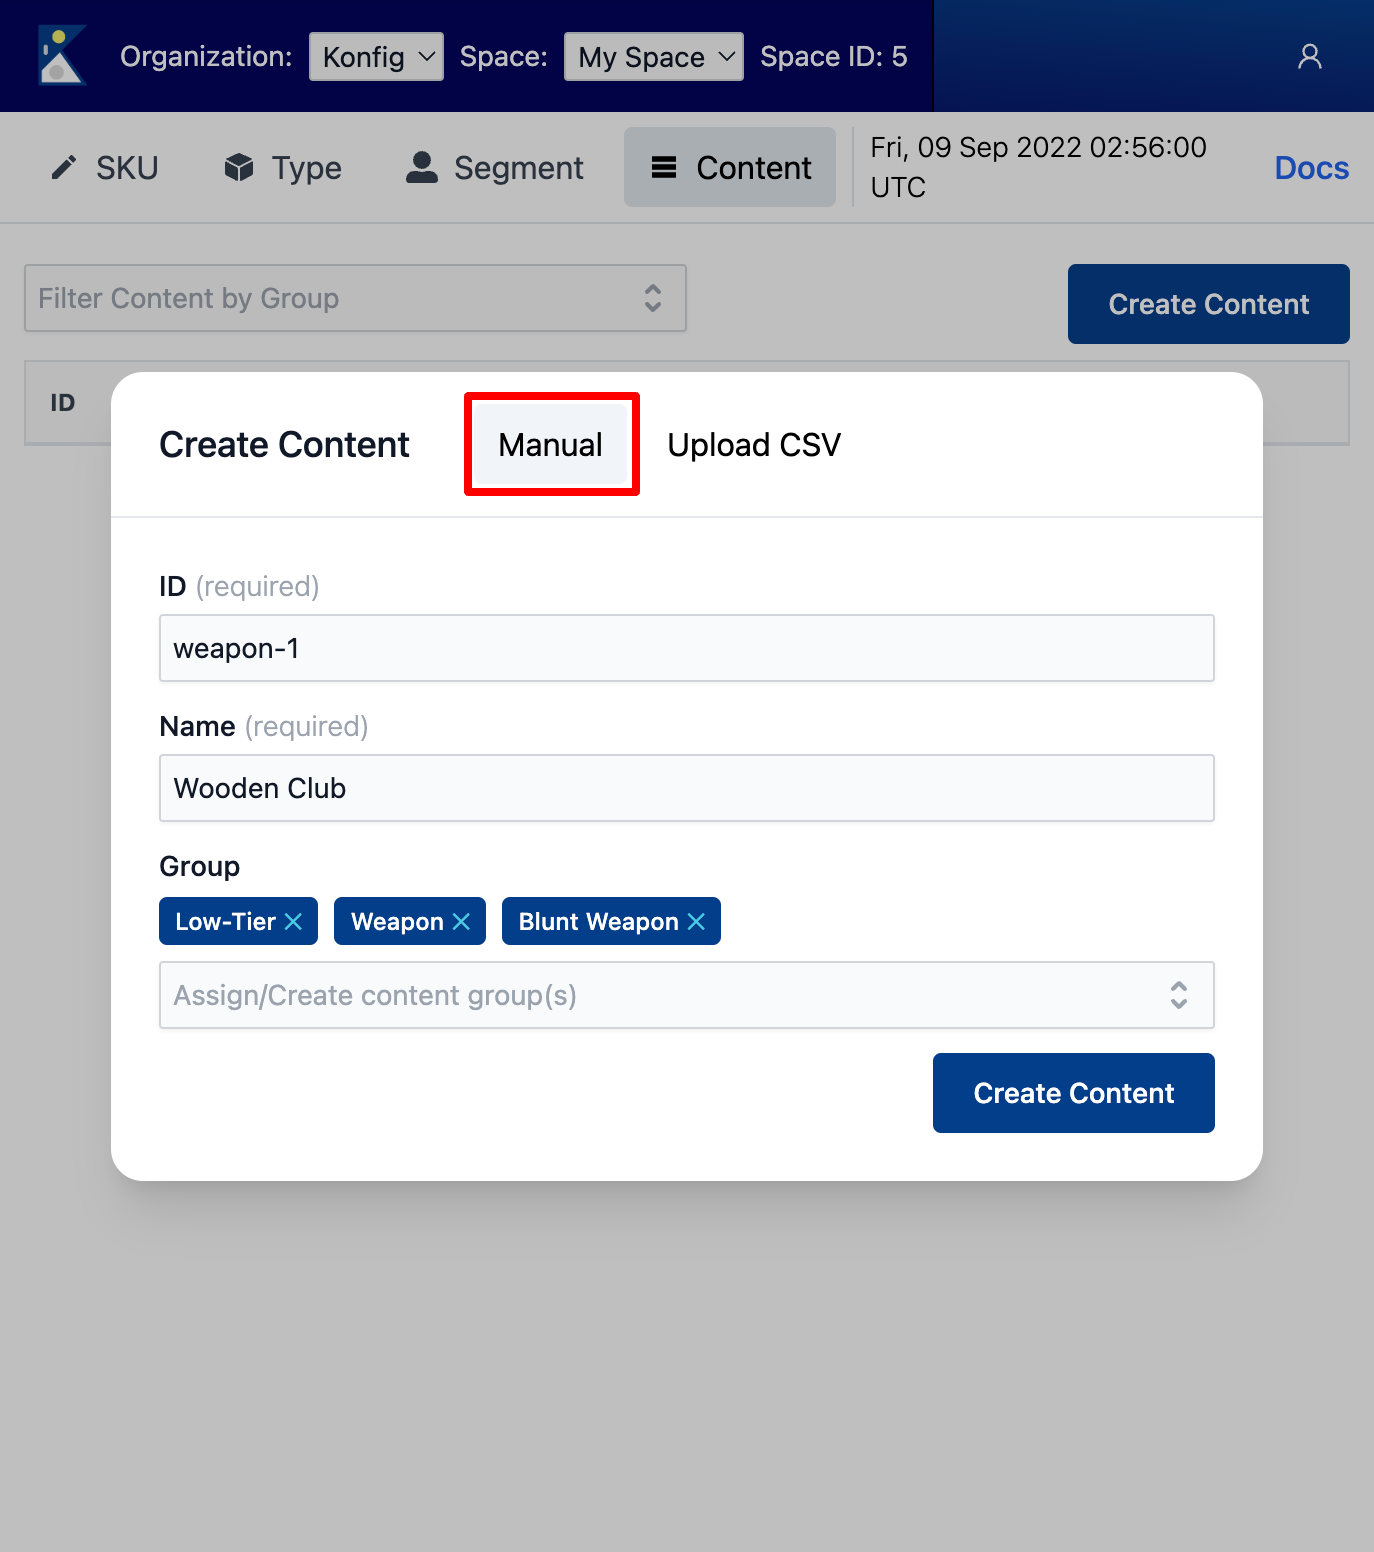 Organization: Konfig Space: My Space Space ID: 5
SKU Type Segment Content Fri, 09 Sep 2022 02:56:00
UTC
Docs
Filter Content by Group
Create Content
ID
Create Content Manual Upload CSV
ID (required)
weapon-1
Name (required)
Wooden Club
Group
Low-Tier Weapon Blunt Weapon
Assign/Create content group(s)
Create Content